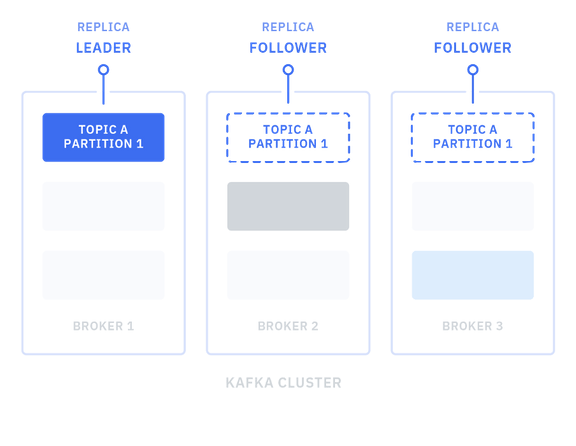 REPLICA
LEADER
REPLICA
FOLLOWER
REPLICA
FOLLOWER
TOPIC A
PARTITION 1
TOPIC A
PARTITION 1
TOPIC A
PARTITION 1
BROKER 1
BROKER 2
BROKER 3
KAFKA CLUSTER